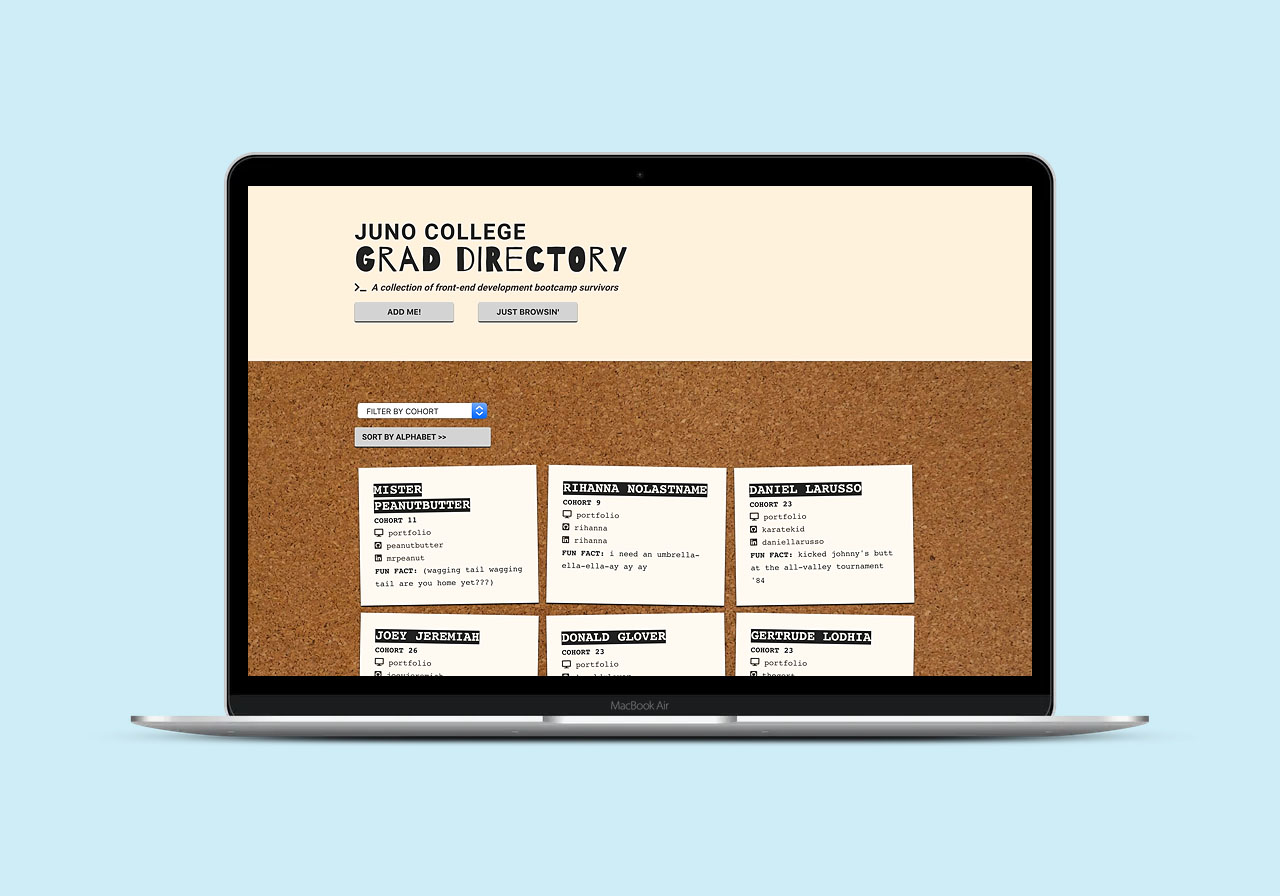 JUNO COLLEGE
GRAD DIRECTORY
>_ A collection of front-end development bootcamp survivors
ADD ME!
JUST BROWSIN'
FILTER BY COHORT
SORT BY ALPHABET >>
MISTER
PEANUTBUTTER
COHORT 11
portfolio
peanutbutter
mrpeanut
FUN FACT: (wagging tail wagging
tail are you home yet???)
RIHANNA NOLASTNAME
COHORT 9
portfolio
rihanna
rihanna
FUN FACT: i need an umbrella-
ella-ella-ay ay ay
DANIEL LARUSSO
COHORT 23
portfolio
karatekid
daniellarusso
FUN FACT: kicked johnny's butt
at the all-valley tournament
'84
JOEY JEREMIAH
COHORT 26
portfolio
DONALD GLOVER
COHORT 23
portfolio
GERTRUDE LODHIA
COHORT 23
portfolio
MacBook Air